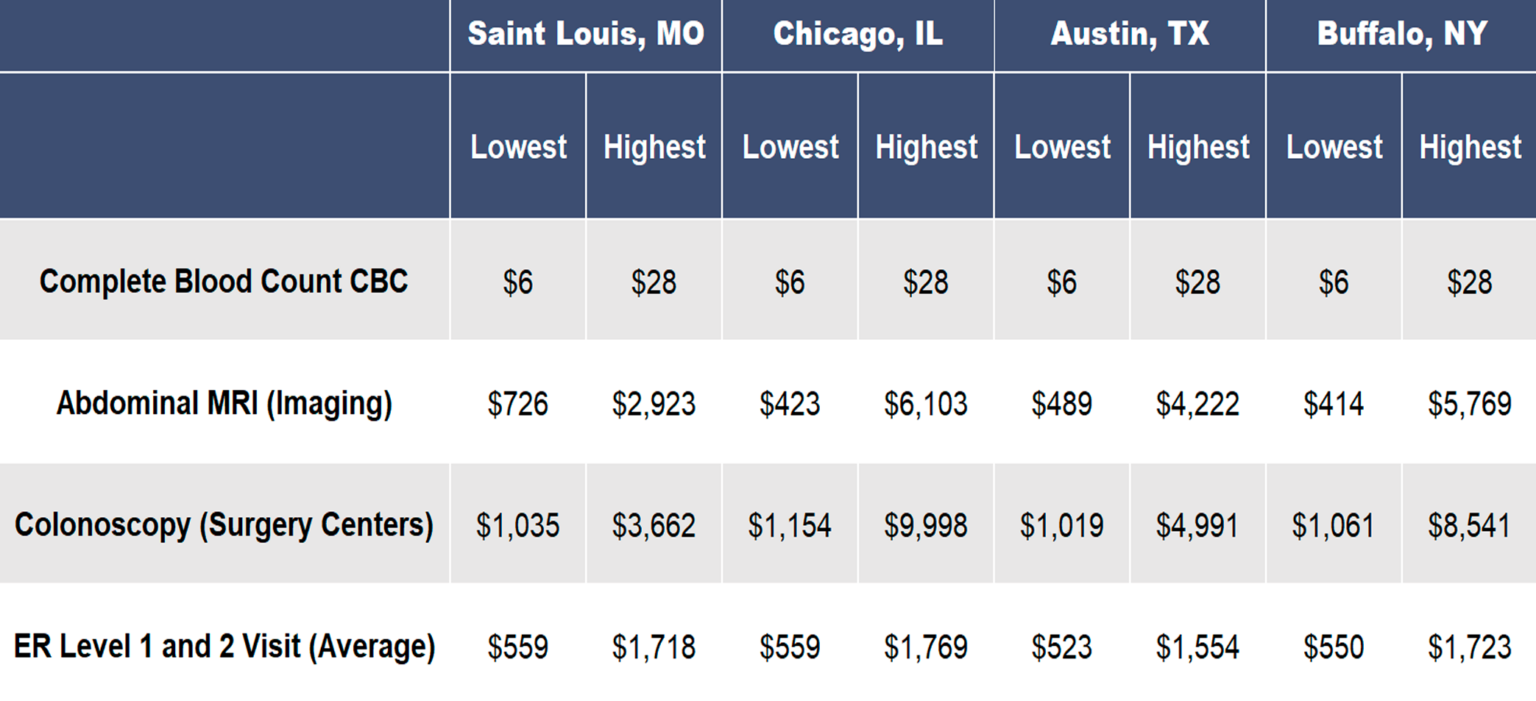 Saint Louis, MO Chicago, IL Austin, TX Buffalo, NY
Lowest Highest Lowest Highest Lowest Highest Lowest Highest
Complete Blood Count CBC $6 $28 $6 $28 $6 $28 $6 $28
Abdominal MRI (Imaging) $726 $2,923 $423 $6,103 $489 $4,222 $414 $5,769
Colonoscopy (Surgery Centers) $1,035 $3,662 $1,154 $9,998 $1,019 $4,991 $1,061 $8,541
ER Level 1 and 2 Visit (Average) $559 $1,718 $559 $1,769 $523 $1,554 $550 $1,723